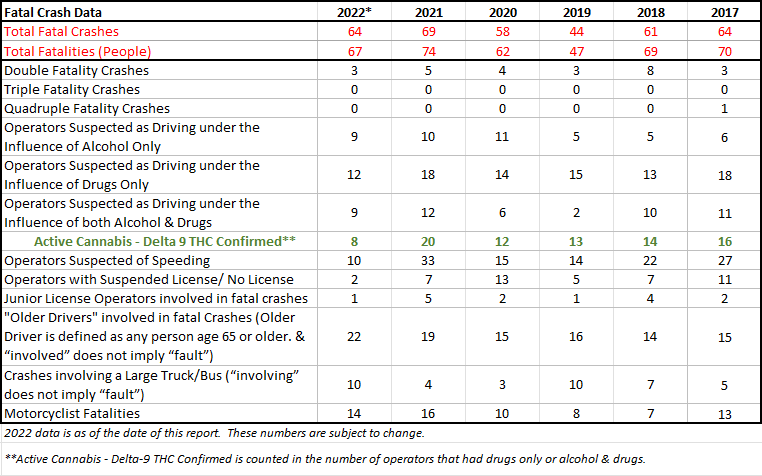 Fatal Crash Data 2022* 2021 2020 2019 2018 2017
Total Fatal Crashes 64 69 58 44 61 64
Total Fatalities (People) 67 74 62 47 69 70
Double Fatality Crashes 3 5 4 3 8 3
Triple Fatality Crashes 0 0 0 0 0 0
Quadruple Fatality Crashes 0 0 0 0 0 1
Operators Suspected as Driving under the
Influence of Alcohol Only 9 10 11 5 5 6
Operators Suspected as Driving under the
Influence of Drugs Only 12 18 14 15 13 18
Operators Suspected as Driving under the
Influence of both Alcohol & Drugs 9 12 6 2 10 11
Active Cannabis - Delta 9 THC Confirmed** 8 20 12 13 14 16
Operators Suspected of Speeding 10 33 15 14 22 27
Operators with Suspended License/ No License 2 7 13 5 7 11
Junior License Operators involved in fatal crashes 1 5 2 1 4 2
"Older Drivers" involved in fatal Crashes (Older
Driver is defined as any person age 65 or older. & 22 19 15 16 14 15
“involved” does not imply “fault”)
Crashes involving a Large Truck/Bus (“involving”
does not imply “fault”) 10 4 3 10 7 5
Motorcyclist Fatalities 14 16 10 8 7 13
2022 data is as of the date of this report. These numbers are subject to change.
**Active Cannabis - Delta-9 THC Confirmed is counted in the number of operators that had drugs only or alcohol & drugs.